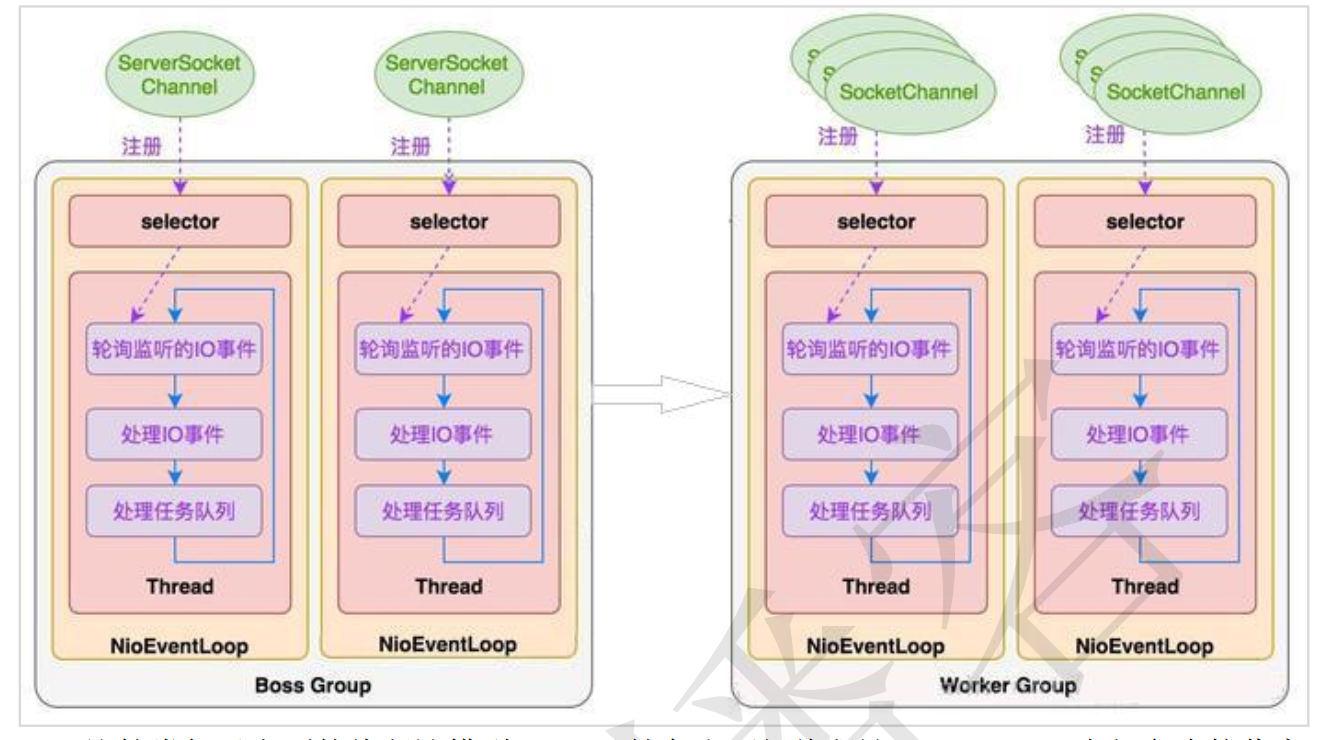 ServerSocket
Channel
ServerSocket
Channel
S
S
SocketChannel
S
S
SocketChannel
注册
注册
注册
注册
selector
selector
selector
selector
轮询监听的IO事件
轮询监听的IO事件
轮询监听的IO事件
轮询监听的IO事件
处理IO事件
处理IO事件
处理IO事件
处理IO事件
处理任务队列
处理任务队列
处理任务队列
处理任务队列
Thread
Thread
Thread
Thread
NioEventLoop
NioEventLoop
NioEventLoop
NioEventLoop
Boss Group
Worker Group